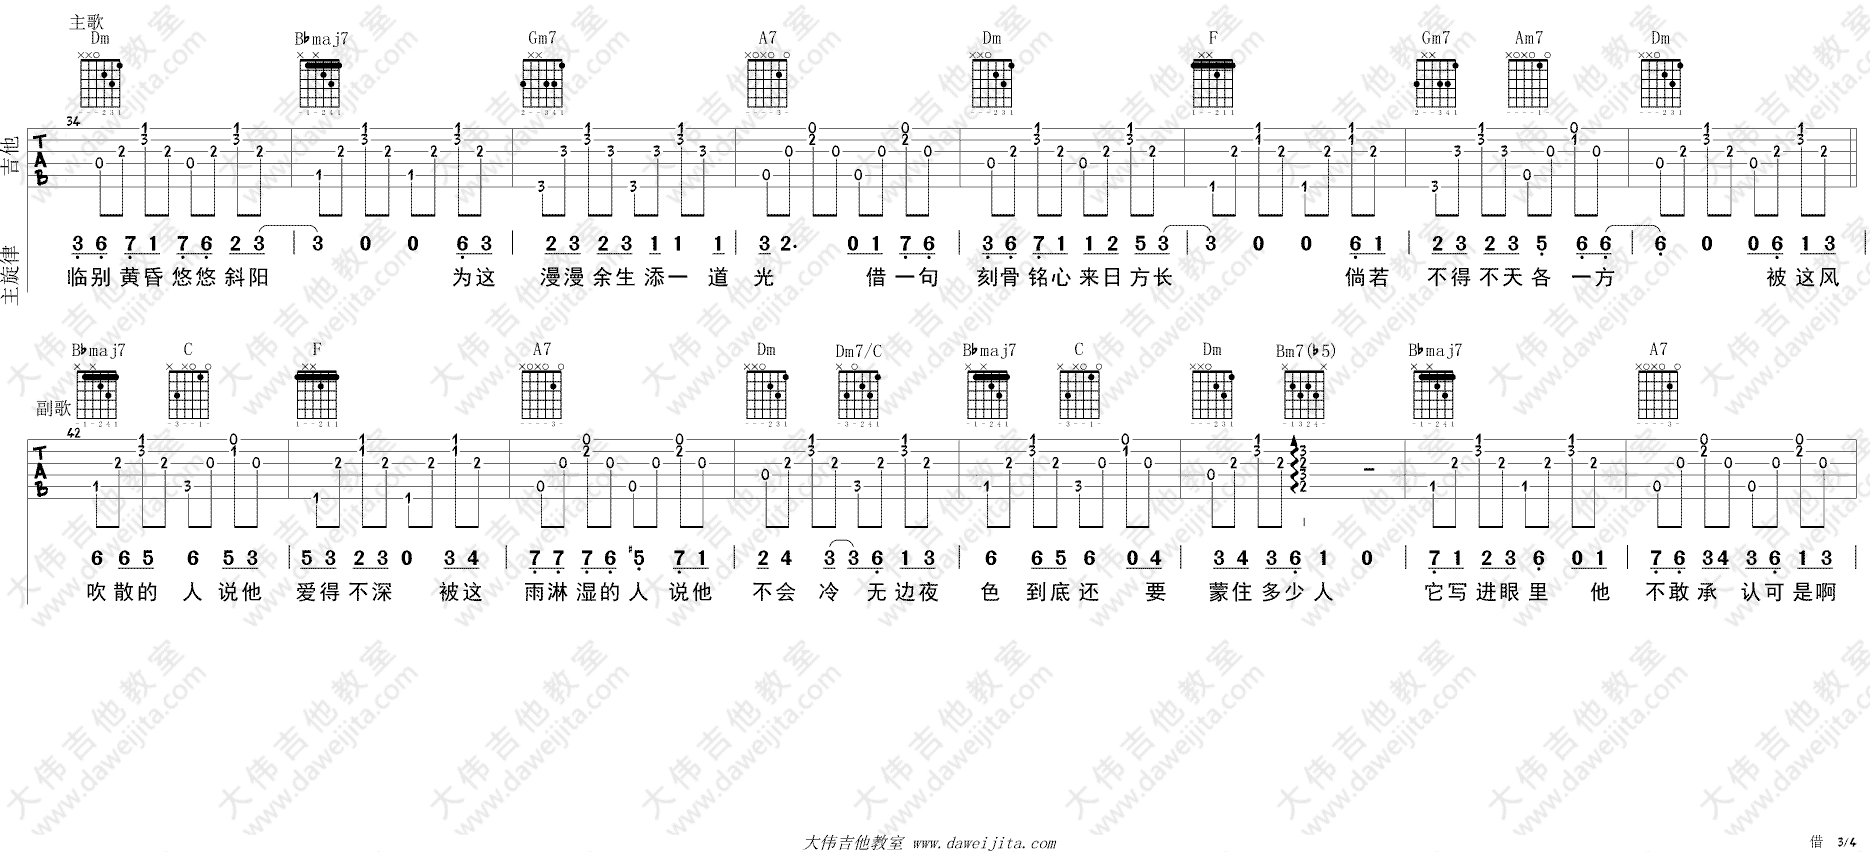 主歌
Dm B♭maj7 Gm7 A7 Dm F Gm7 Am7 Dm
吉他
34
TAB
主旋律
3 6 7 1 7 6 2 3 | 3 0 0 6 3 | 2 3 2 3 1 1 1 | 3 2· 0 1 7 6 | 3 6 7 1 1 2 5 3 | 3 0 0 6 1 | 2 3 2 3 5 6 6 | 6 0 0 6 1 3 |
临别黄昏悠悠斜阳 为这 漫漫余生添一道光 借一句 刻骨铭心来日方长 倘若 不得不天各一方 被这风
B♭maj7 C F A7 Dm Dm7/C B♭maj7 C Dm Bm7(♭5) B♭maj7 A7
副歌
42
TAB
6 6 5 6 5 3 | 5 3 2 3 0 3 4 | 7 7 7 6 #5 7 1 | 2 4 3 3 6 1 3 | 6 6 5 6 0 4 | 3 4 3 6 1 0 | 7 1 2 3 6 0 1 | 7 6 3 4 3 6 1 3 |
吹散的人说他 爱得不深 被这 雨淋湿的人说他 不会冷 无边夜 色 到底还 要 蒙住多少人 它写进眼里 他 不敢承认可是啊
大伟吉他教室 www.daweijita.com
借 3/4